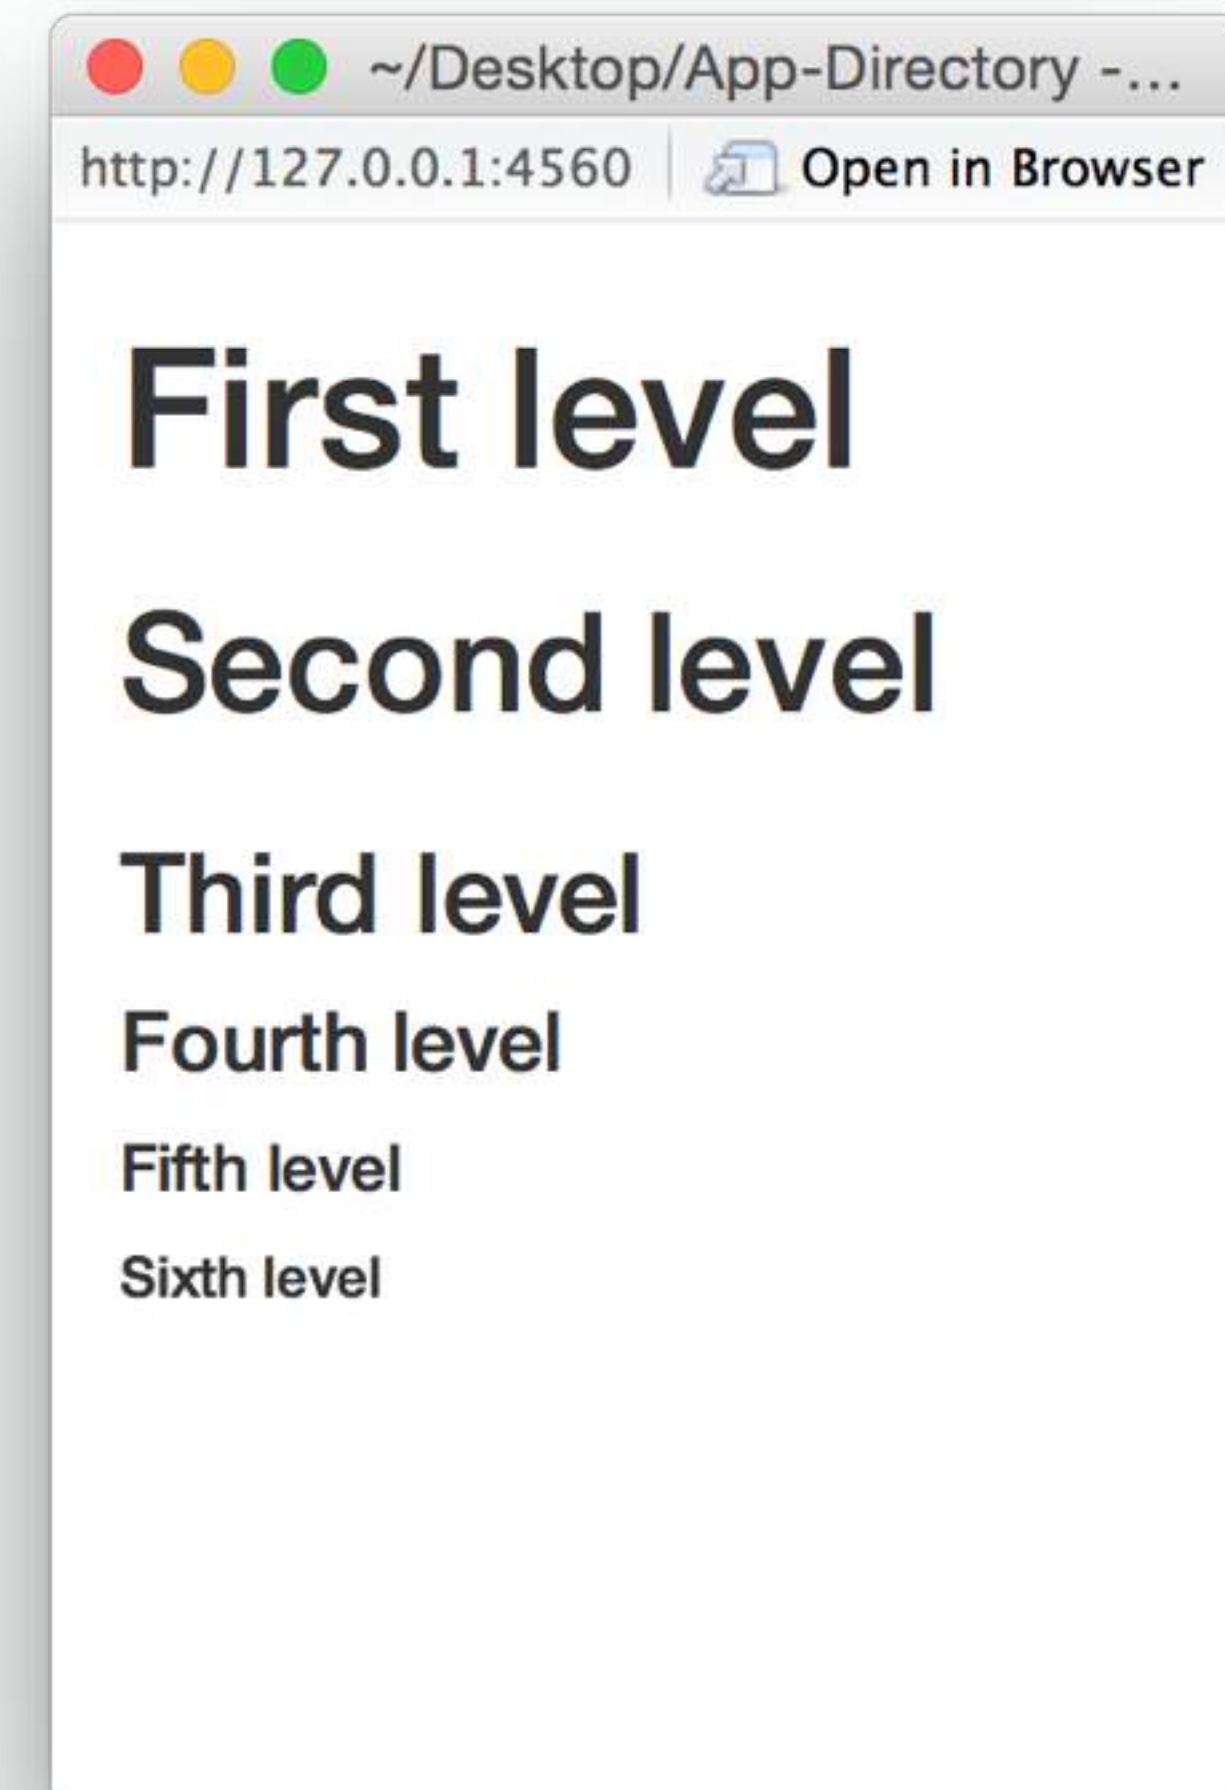 ~/Desktop/App-Directory -...
http://127.0.0.1:4560 Open in Browser
First level
Second level
Third level
Fourth level
Fifth level
Sixth level